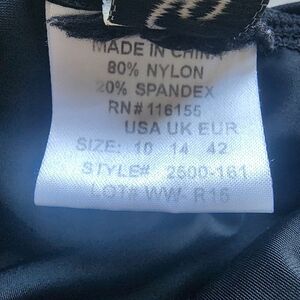 MADE IN CHINA
80% NYLON
20% SPANDEX
RN# 116155
USA UK EUR
SIZE: 10 14 42
STYLE# 2500-161
LOT# WW- R15